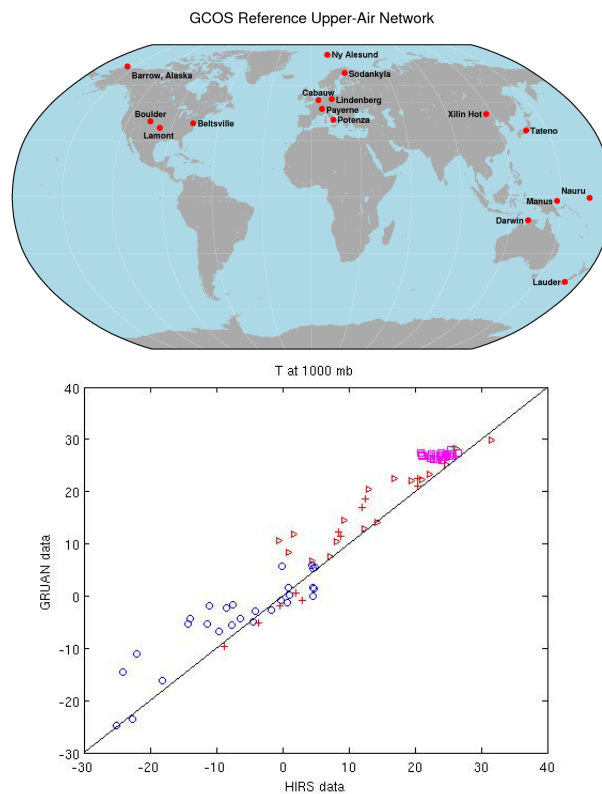 GCOS Reference Upper-Air Network
Ny Alesund
Barrow, Alaska
Sodankyla
Cabauw
Lindenberg
Payerne
Potenza
Boulder
Lamont
Beltsville
Xilin Hot
Tateno
Nauru
Manus
Darwin
Lauder
T at 1000 mb
40
30
20
10
0
-10
-20
-30
GRUAN data
-30
-20
-10
0
10
20
30
40
HIRS data